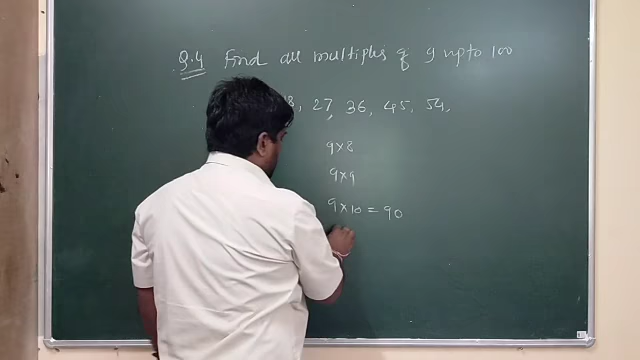 Q.4 Find all multiples of 9 upto 100
8, 27, 36, 45, 54,
9×8
9×9
9×10 = 90